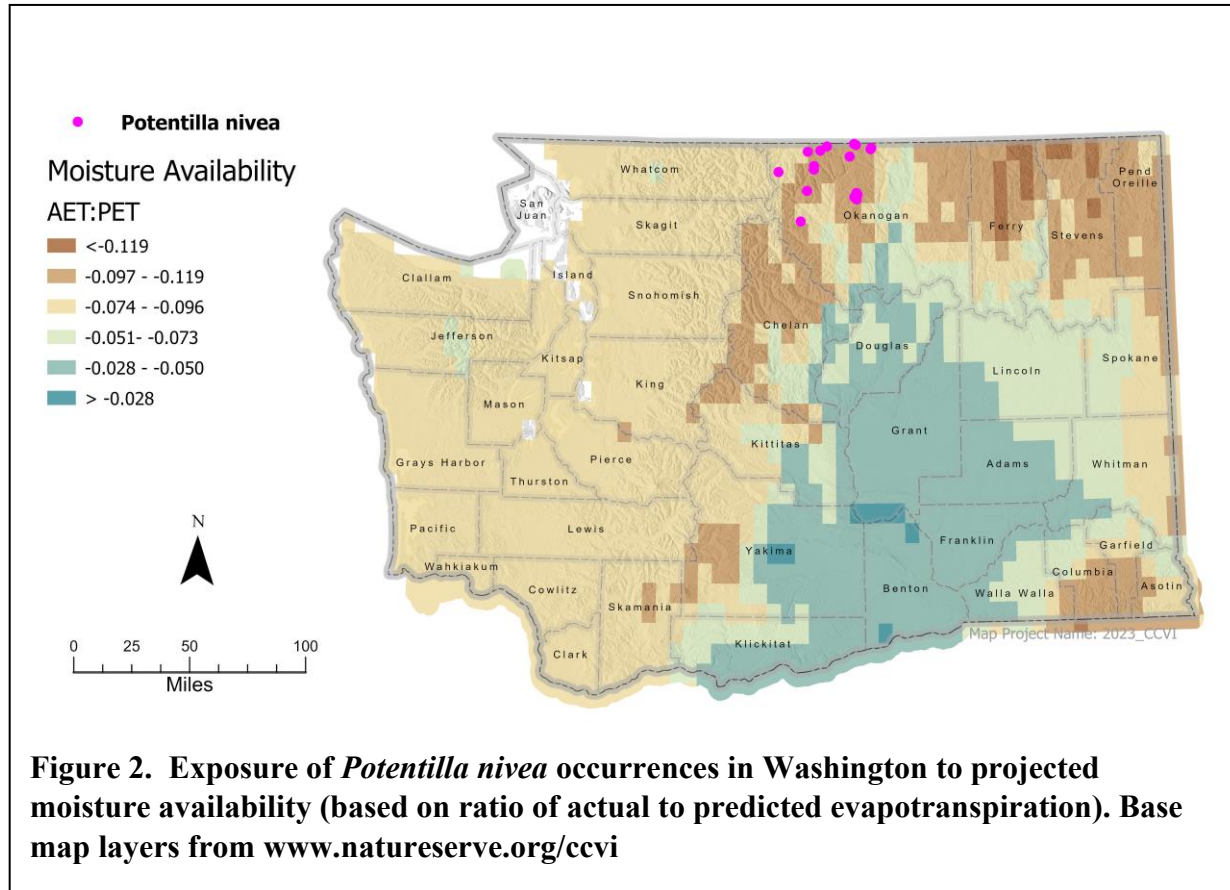 Potentilla nivea
Moisture Availability
AET:PET
<-0.119
-0.097 - -0.119
-0.074 - -0.096
-0.051- -0.073
-0.028 - -0.050
> -0.028
N
0 25 50 100
Miles
Whatcom
San
Juan
Skagit
Island
Clallam
Snohomish
Jefferson
Kitsap
King
Mason
Grays Harbor
Pierce
Thurston
Pacific
Lewis
Wahkiakum
Cowlitz
Skamania
Clark
Okanogan
Ferry
Stevens
Pend
Oreille
Chelan
Douglas
Lincoln
Spokane
Kittitas
Grant
Adams
Whitman
Yakima
Franklin
Garfield
Columbia
Asotin
Benton
Walla Walla
Klickitat
Map Project Name: 2023_CCVI
Figure 2. Exposure of Potentilla nivea occurrences in Washington to projected
moisture availability (based on ratio of actual to predicted evapotranspiration). Base
map layers from www.natureserve.org/ccvi